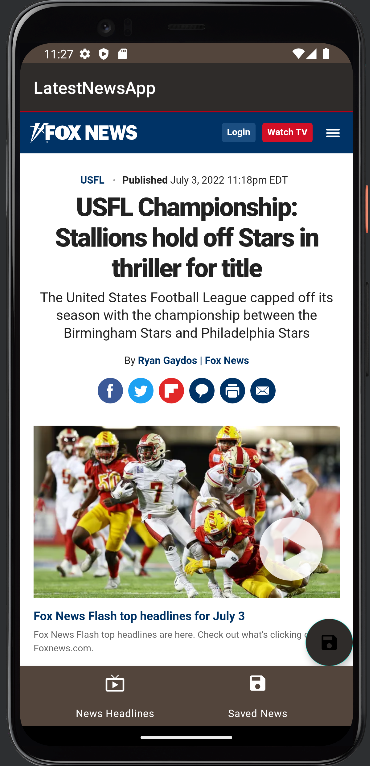 11:27
LatestNewsApp
FOX NEWS
Login
Watch TV
USFL · Published July 3, 2022 11:18pm EDT
USFL Championship:
Stallions hold off Stars in
thriller for title
The United States Football League capped off its
season with the championship between the
Birmingham Stars and Philadelphia Stars
By Ryan Gaydos | Fox News
7
Fox News Flash top headlines for July 3
Fox News Flash top headlines are here. Check out what's clicking
Foxnews.com.
News Headlines
Saved News